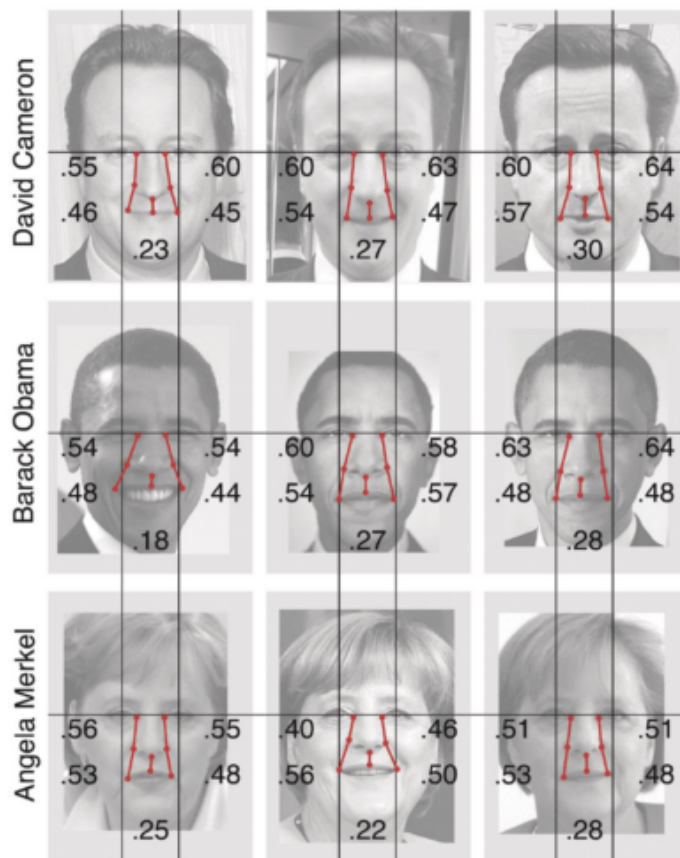 David Cameron
.55 .60 .60 .63 .60 .64
.46 .45 .54 .47 .57 .54
.23 .27 .30
Barack Obama
.54 .54 .60 .58 .63 .64
.48 .44 .54 .57 .48 .48
.18 .27 .28
Angela Merkel
.56 .55 .40 .46 .51 .51
.53 .48 .56 .50 .53 .48
.25 .22 .28